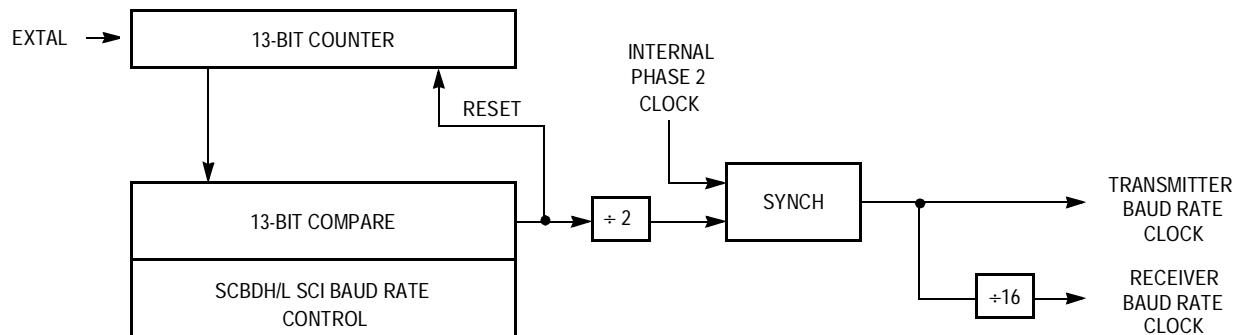 EXTAL
13-BIT COUNTER
INTERNAL
PHASE 2
CLOCK
RESET
13-BIT COMPARE
÷ 2
SYNCH
TRANSMITTER
BAUD RATE
CLOCK
SCBDH/L SCI BAUD RATE
CONTROL
÷16
RECEIVER
BAUD RATE
CLOCK